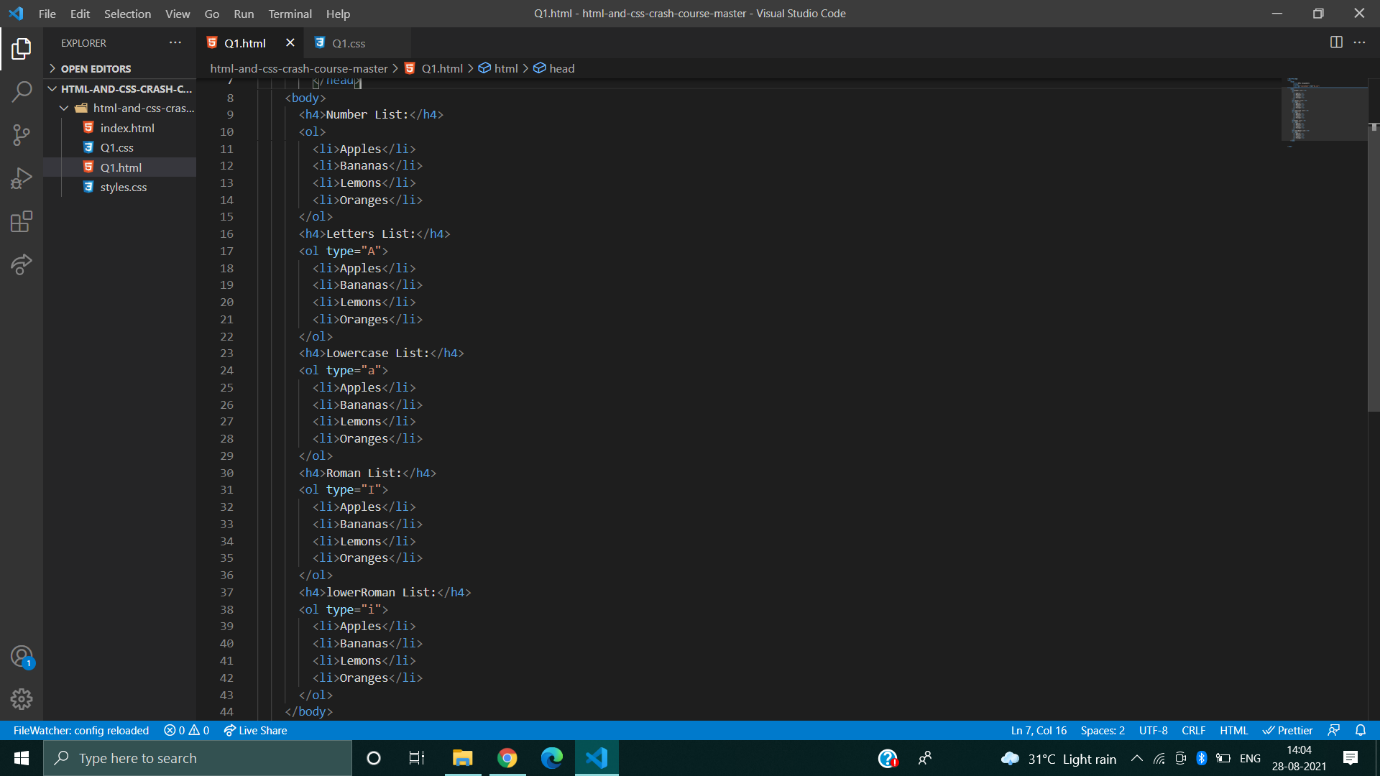 File Edit Selection View Go Run Terminal Help
Q1.html - html-and-css-crash-course-master - Visual Studio Code
EXPLORER
Q1.html
Q1.css
OPEN EDITORS
html-and-css-crash-course-master > Q1.html > html > head
HTML-AND-CSS-CRASH-C...
html-and-css-cras...
index.html
Q1.css
Q1.html
styles.css
7 </head>
8 <body>
9 <h4>Number List:</h4>
10 <ol>
11 <li>Apples</li>
12 <li>Bananas</li>
13 <li>Lemons</li>
14 <li>Oranges</li>
15 </ol>
16 <h4>Letters List:</h4>
17 <ol type="A">
18 <li>Apples</li>
19 <li>Bananas</li>
20 <li>Lemons</li>
21 <li>Oranges</li>
22 </ol>
23 <h4>Lowercase List:</h4>
24 <ol type="a">
25 <li>Apples</li>
26 <li>Bananas</li>
27 <li>Lemons</li>
28 <li>Oranges</li>
29 </ol>
30 <h4>Roman List:</h4>
31 <ol type="I">
32 <li>Apples</li>
33 <li>Bananas</li>
34 <li>Lemons</li>
35 <li>Oranges</li>
36 </ol>
37 <h4>lowerRoman List:</h4>
38 <ol type="i">
39 <li>Apples</li>
40 <li>Bananas</li>
41 <li>Lemons</li>
42 <li>Oranges</li>
43 </ol>
44 </body>
1
FileWatcher: config reloaded 0 0 Live Share
Ln 7, Col 16 Spaces: 2 UTF-8 CRLF HTML Prettier
Type here to search
31°C Light rain
ENG
14:04
28-08-2021